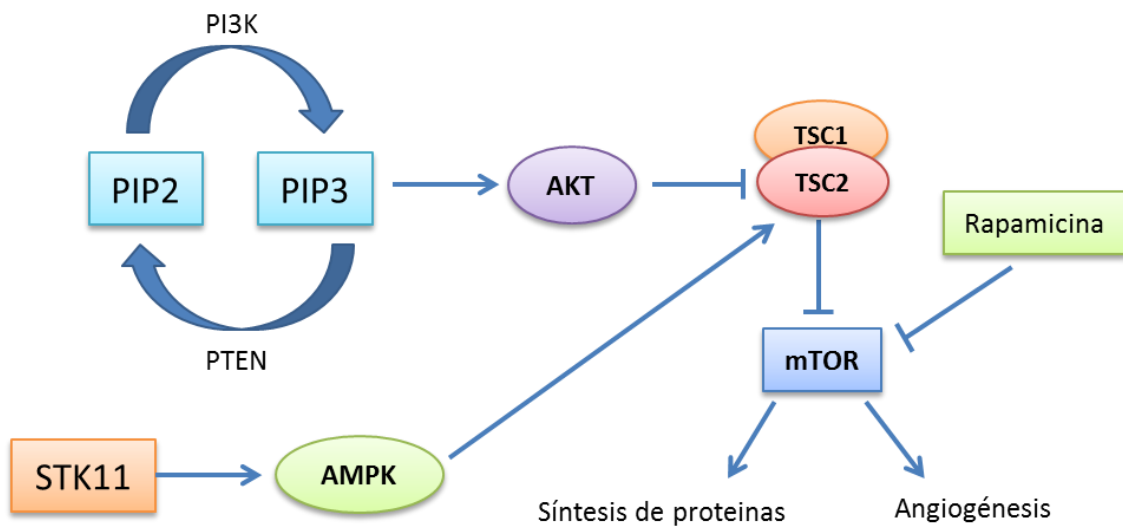 PI3K
PIP2
PIP3
PTEN
AKT
TSC1
TSC2
Rapamicina
mTOR
STK11
AMPK
Síntesis de proteinas
Angiogénesis